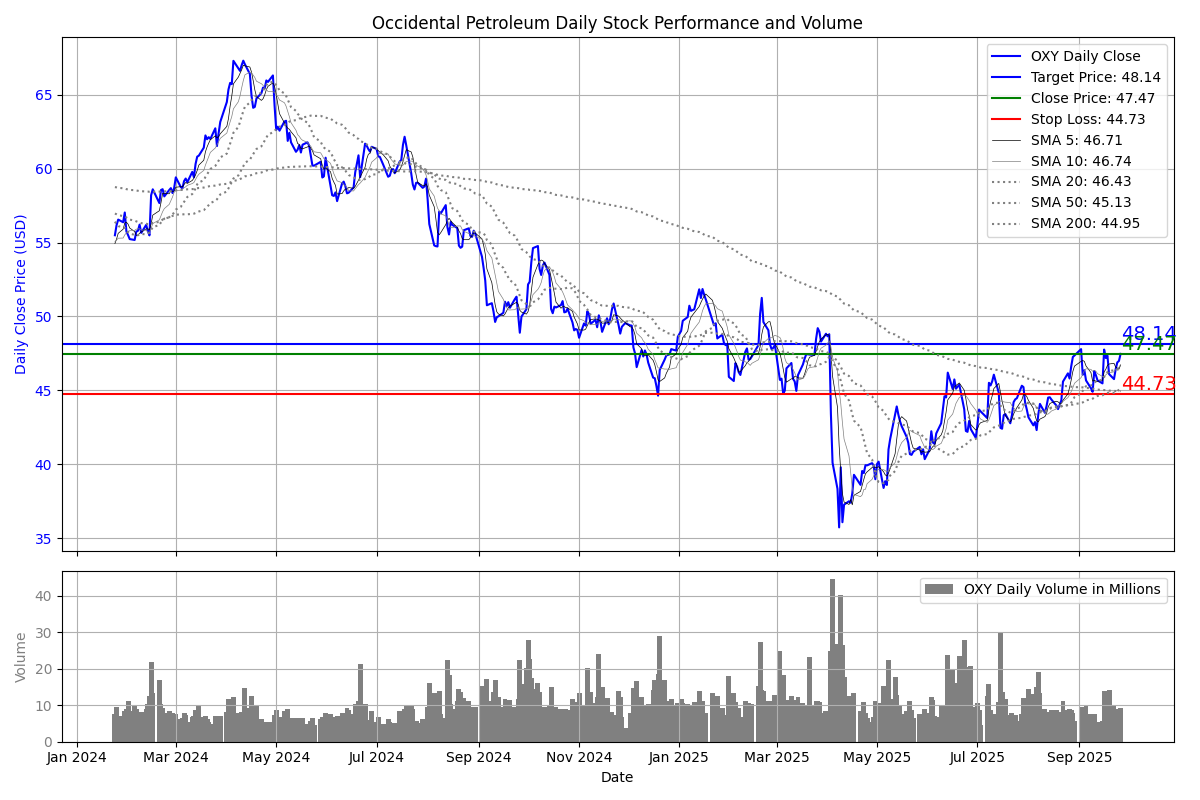 Occidental Petroleum Daily Stock Performance and Volume
Daily Close Price (USD)
65
60
55
50
45
40
35
OXY Daily Close
Target Price: 48.14
Close Price: 47.47
Stop Loss: 44.73
SMA 5: 46.71
SMA 10: 46.74
SMA 20: 46.43
SMA 50: 45.13
SMA 200: 44.95
48.14
47.47
44.73
Volume
40
30
20
10
0
OXY Daily Volume in Millions
Jan 2024 Mar 2024 May 2024 Jul 2024 Sep 2024 Nov 2024 Jan 2025 Mar 2025 May 2025 Jul 2025 Sep 2025
Date